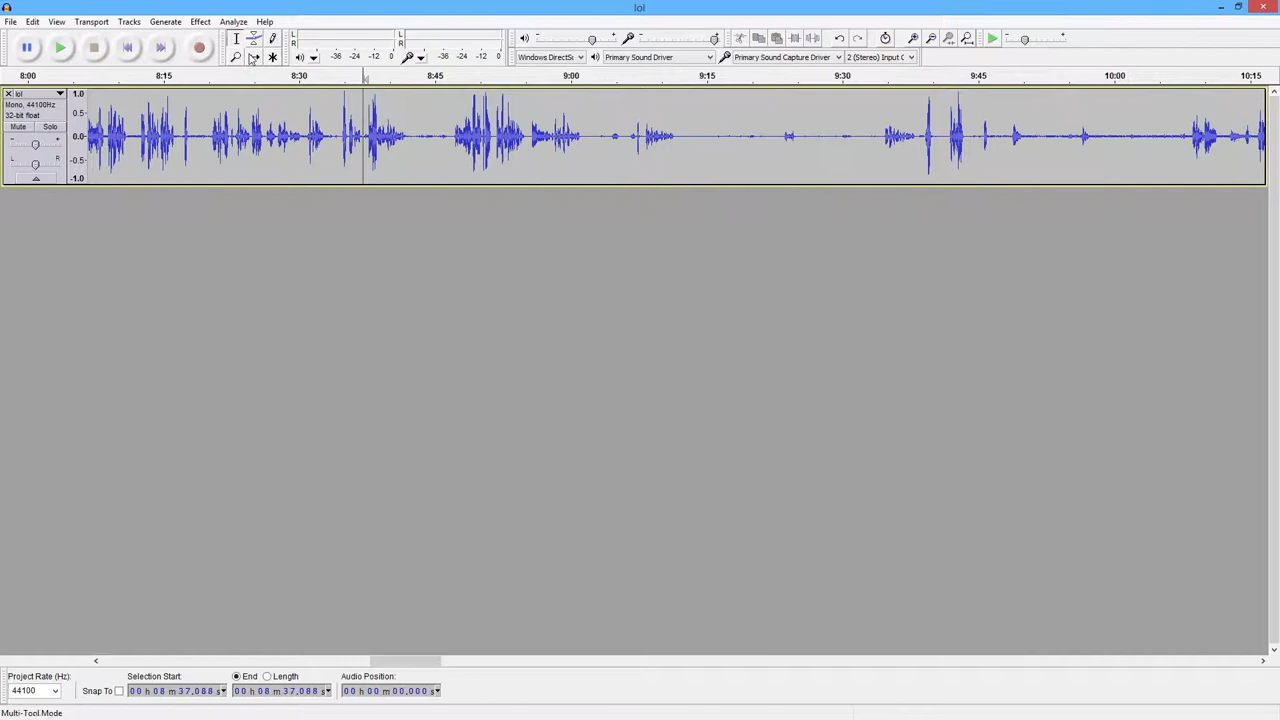 lol
File Edit View Transport Tracks Generate Effect Analyze Help
L
R
-36 -24 -12 0
L
R
-36 -24 -12 0
Windows DirectS
Primary Sound Driver
Primary Sound Capture Driver
2 (Stereo) Input C
8:00 8:15 8:30 8:45 9:00 9:15 9:30 9:45 10:00 10:15
lol
Mono, 44100Hz
32-bit float
Mute Solo
- +
L R
1.0
0.5
0.0
-0.5
-1.0
Project Rate (Hz): Selection Start: End Length Audio Position:
44100 Snap To 00 h 08 m 37.088 s 00 h 08 m 37.088 s 00 h 00 m 00.000 s
Multi-Tool Mode